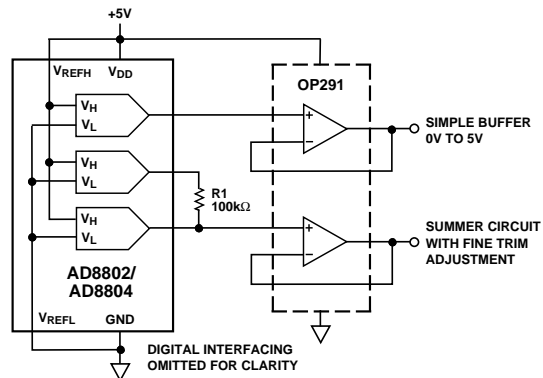 +5V
VREFH
VDD
OP291
VH
VL
+
–
SIMPLE BUFFER
0V TO 5V
VH
VL
R1
100kΩ
VH
VL
+
–
SUMMER CIRCUIT
WITH FINE TRIM
ADJUSTMENT
AD8802/
AD8804
VREFL
GND
DIGITAL INTERFACING
OMITTED FOR CLARITY